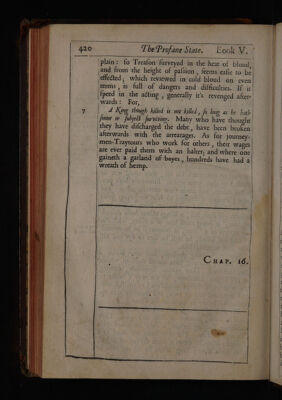 420 The Profane State. Book V.
plain: so Treason surveyed in the heat of bloud,
and from the height of passion, seems easie to be
effected; which reviewed in cold bloud on even
terms, is full of dangers and difficulties. If it
speed in the acting, generally it's revenged after-
wards: For,
7 A King though killed is not killed, so long as he hath
sonne or subject surviving. Many who have thought
they have discharged the debt, have been broken
afterwards with the arrearages. As for journey-
men-Traytours who work for others, their wages
are ever paid them with an halter; and where one
gaineth a garland of bayes, hundreds have had a
wreath of hemp.
CHAP. 16.